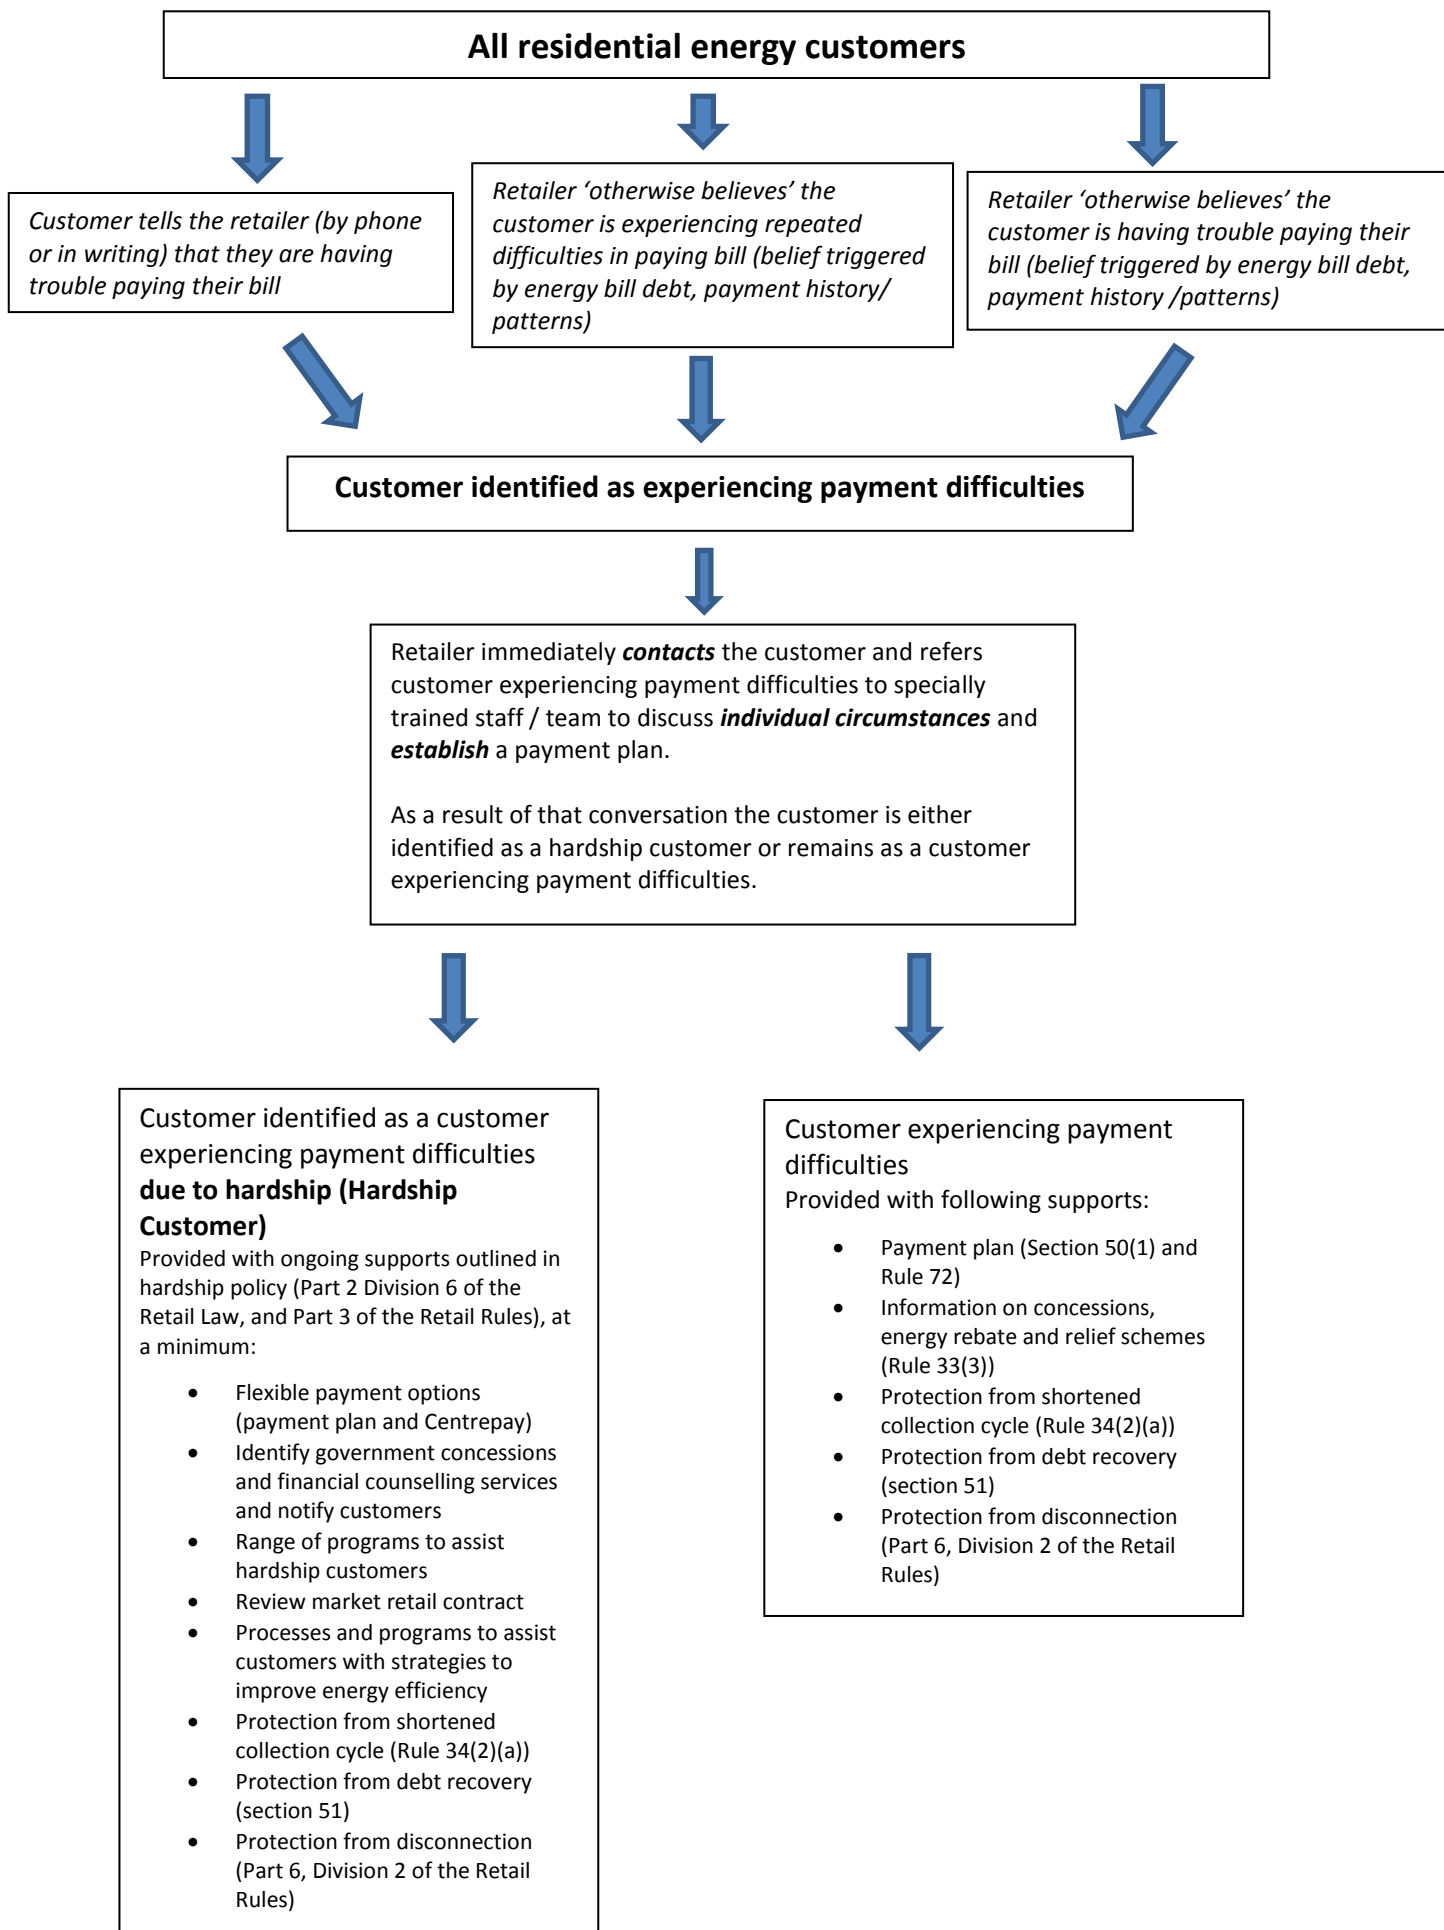 All residential energy customers
Customer tells the retailer (by phone
or in writing) that they are having
trouble paying their bill
Retailer ‘otherwise believes’ the
customer is experiencing repeated
difficulties in paying bill (belief triggered
by energy bill debt, payment history/
patterns)
Retailer ‘otherwise believes’ the
customer is having trouble paying their
bill (belief triggered by energy bill debt,
payment history /patterns)
Customer identified as experiencing payment difficulties
Retailer immediately contacts the customer and refers
customer experiencing payment difficulties to specially
trained staff / team to discuss individual circumstances and
establish a payment plan.
As a result of that conversation the customer is either
identified as a hardship customer or remains as a customer
experiencing payment difficulties.
Customer identified as a customer
experiencing payment difficulties
due to hardship (Hardship
Customer)
Provided with ongoing supports outlined in
hardship policy (Part 2 Division 6 of the
Retail Law, and Part 3 of the Retail Rules), at
a minimum:
• Flexible payment options
(payment plan and Centrepay)
• Identify government concessions
and financial counselling services
and notify customers
• Range of programs to assist
hardship customers
• Review market retail contract
• Processes and programs to assist
customers with strategies to
improve energy efficiency
• Protection from shortened
collection cycle (Rule 34(2)(a))
• Protection from debt recovery
(section 51)
• Protection from disconnection
(Part 6, Division 2 of the Retail
Rules)
Customer experiencing payment
difficulties
Provided with following supports:
• Payment plan (Section 50(1) and
Rule 72)
• Information on concessions,
energy rebate and relief schemes
(Rule 33(3))
• Protection from shortened
collection cycle (Rule 34(2)(a))
• Protection from debt recovery
(section 51)
• Protection from disconnection
(Part 6, Division 2 of the Retail
Rules)